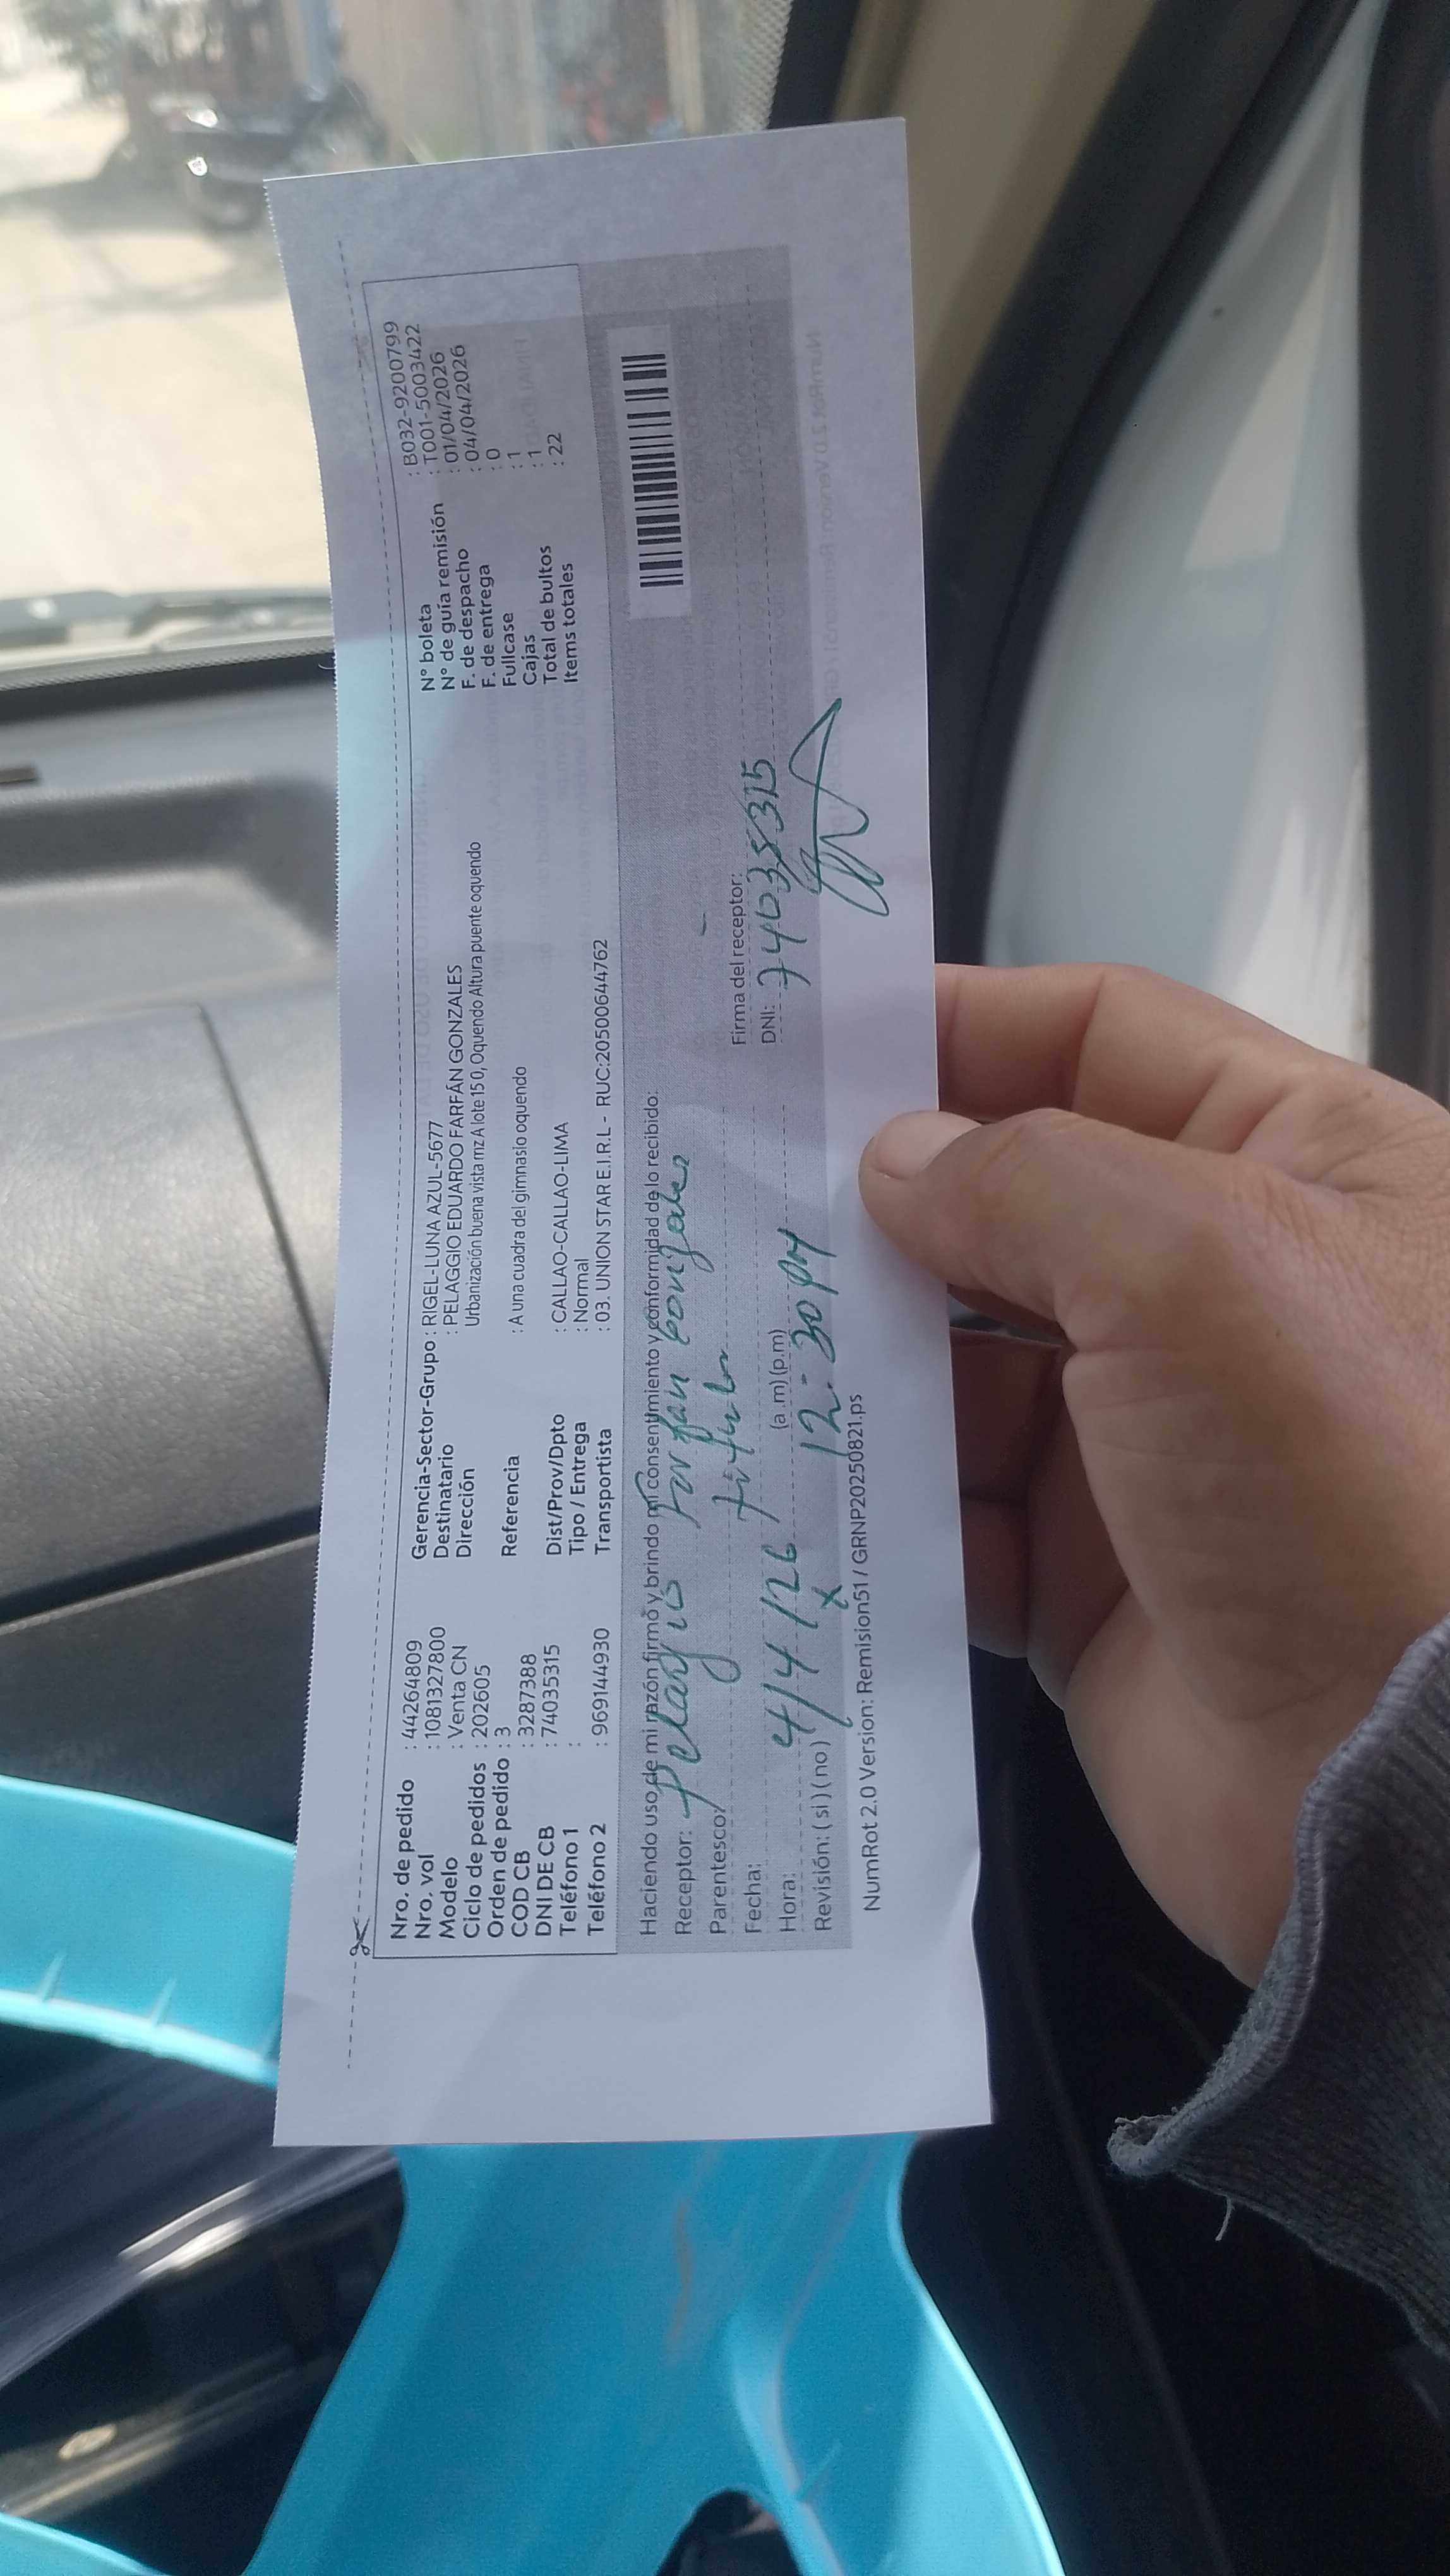 Nro. de pedido : 44264809
Nro. vol : 1081327800
Modelo : Venta CN
Ciclo de pedidos : 202605
Orden de pedido : 3
COD CB : 3287388
DNI DE CB : 74035315
Teléfono 1 :
Teléfono 2 : 969144930
Gerencia-Sector-Grupo : RIGEL-LUNA AZUL-5677
Destinatario : PELAGGIO EDUARDO FARFÁN GONZALES
Dirección Urbanización buena vista mz A lote 15 0, Oquendo Altura puente oquendo
Referencia : A una cuadra del gimnasio oquendo
Dist/Prov/Dpto : CALLAO-CALLAO-LIMA
Tipo / Entrega : Normal
Transportista : 03. UNION STAR E.I.R.L - RUC:20500644762
N° boleta : B032-9200799
N° de guía remisión : T001-5003422
F. de despacho : 01/04/2026
F. de entrega : 04/04/2026
Fullcase : 0
Cajas : 1
Total de bultos : 1
Items totales : 22
Haciendo uso de mi razón firmo y brindo mi consentimiento y conformidad de lo recibido:
Receptor: Pelagio Farfan Gonzales
Parentesco: titular
Firma del receptor:
Fecha: 4/4/26
DNI: 74035315
Hora: (a.m) (p.m) 12:30 pm
Revisión: ( si ) ( no ) x
NumRot 2.0 Version: Remision51 / GRNP20250821.ps